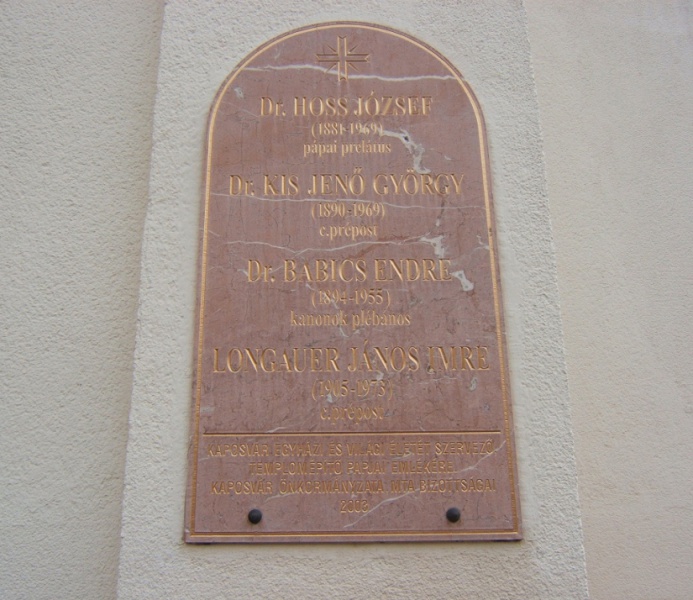 Dr. HOSS JÓZSEF
(1881-1969)
pápai prelátus
Dr. KIS JENŐ GYÖRGY
(1890-1969)
c.prépost
Dr. BABICS ENDRE
(1894-1955)
kanonok plébános
LONGAUER JÁNOS IMRE
(1905-1973)
c.prépost
KAPOSVÁR EGYHÁZI ÉS VILÁGI ÉLETÉT SZERVEZŐ
TEMPLOMÉPÍTŐ PAPJAI EMLÉKÉRE
KAPOSVÁR ÖNKORMÁNYZATA MTA BIZOTTSÁGAI
2002